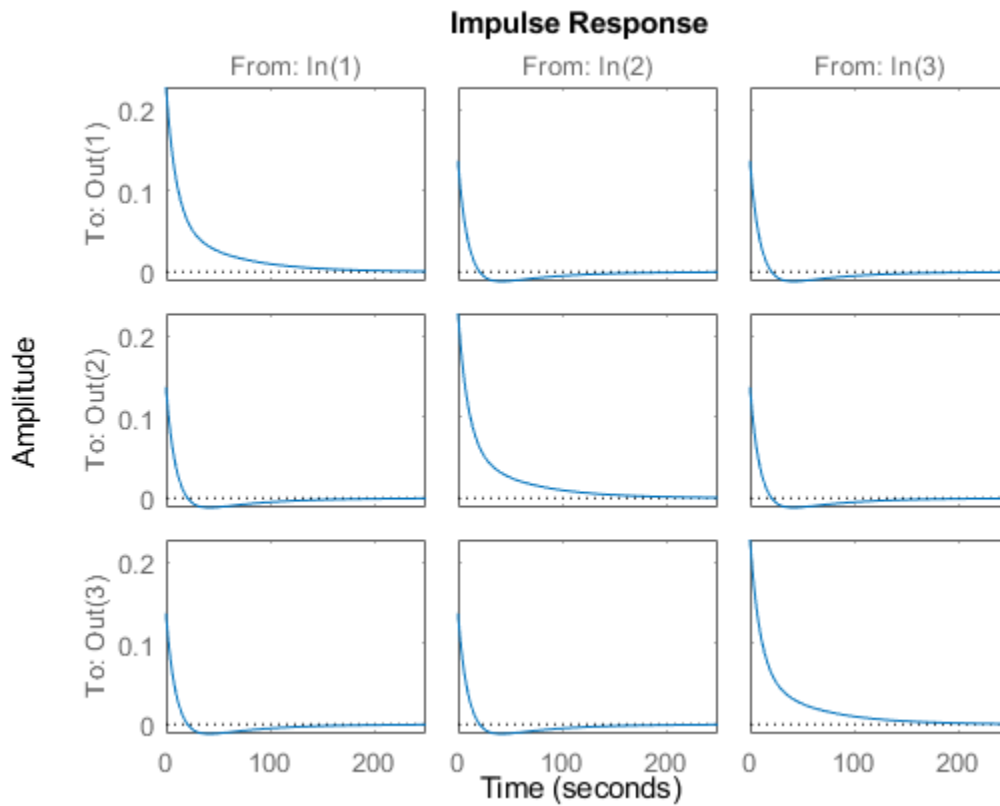 Impulse Response
From: In(1) From: In(2) From: In(3)
Amplitude
To: Out(1)
0.2
0.1
0
To: Out(2)
0.2
0.1
0
To: Out(3)
0.2
0.1
0
0 100 200 0 100 200 0 100 200
Time (seconds)